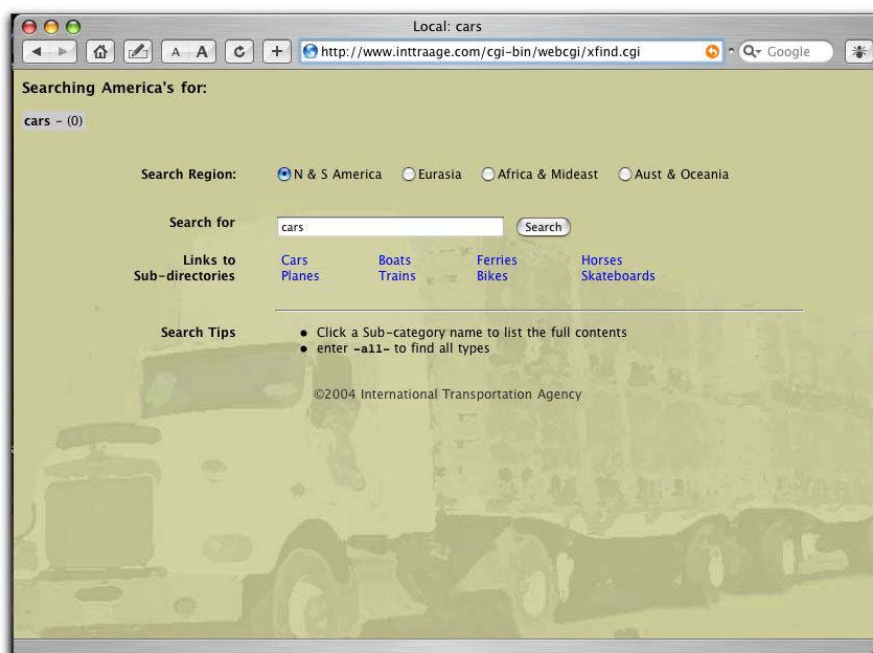 Local: cars
A A + http://www.inttraage.com/cgi-bin/webcgi/xfind.cgi Google
Searching America's for:
cars - (0)
Search Region: N & S America Eurasia Africa & Mideast Aust & Oceania
Search for cars Search
Links to Cars Boats Ferries Horses
Sub-directories Planes Trains Bikes Skateboards
Search Tips • Click a Sub-category name to list the full contents
• enter -all- to find all types
©2004 International Transportation Agency